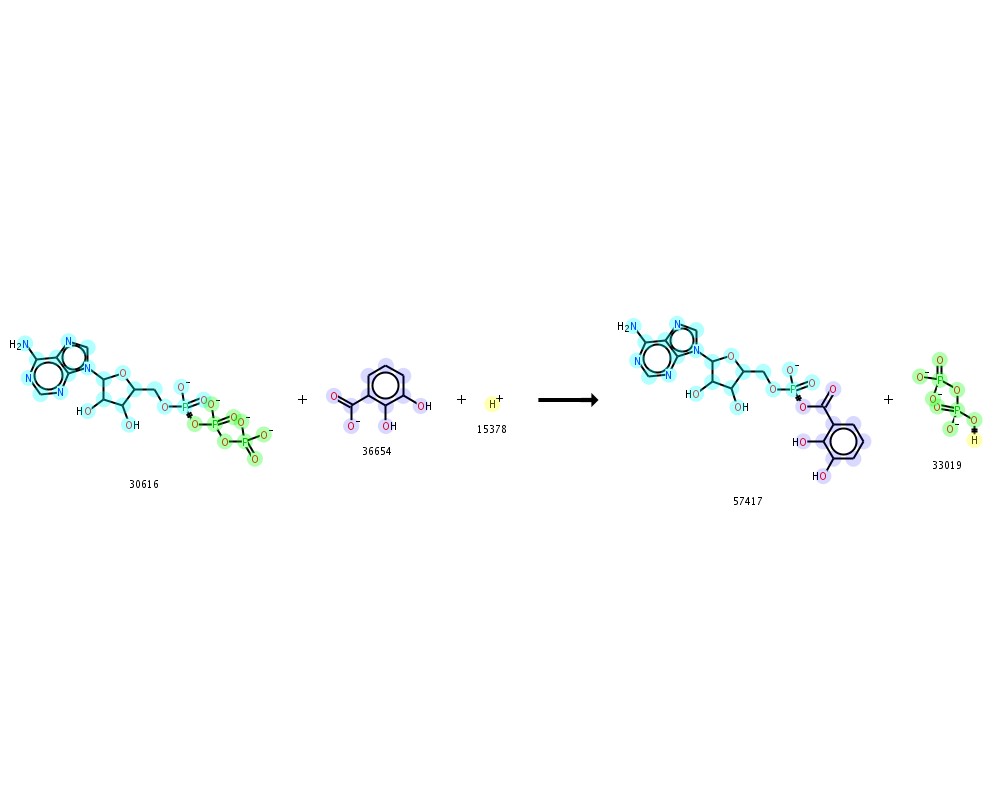 H2N N N N N O O HO OH O⁻ P O O O⁻ P O O O⁻ P O⁻ O
30616
+
O O⁻ OH OH
36654
+
H⁺
15378
H2N N N N N O O HO OH O⁻ P O O O HO HO
57417
+
O O⁻ P O O⁻ O P O⁻ O H
33019